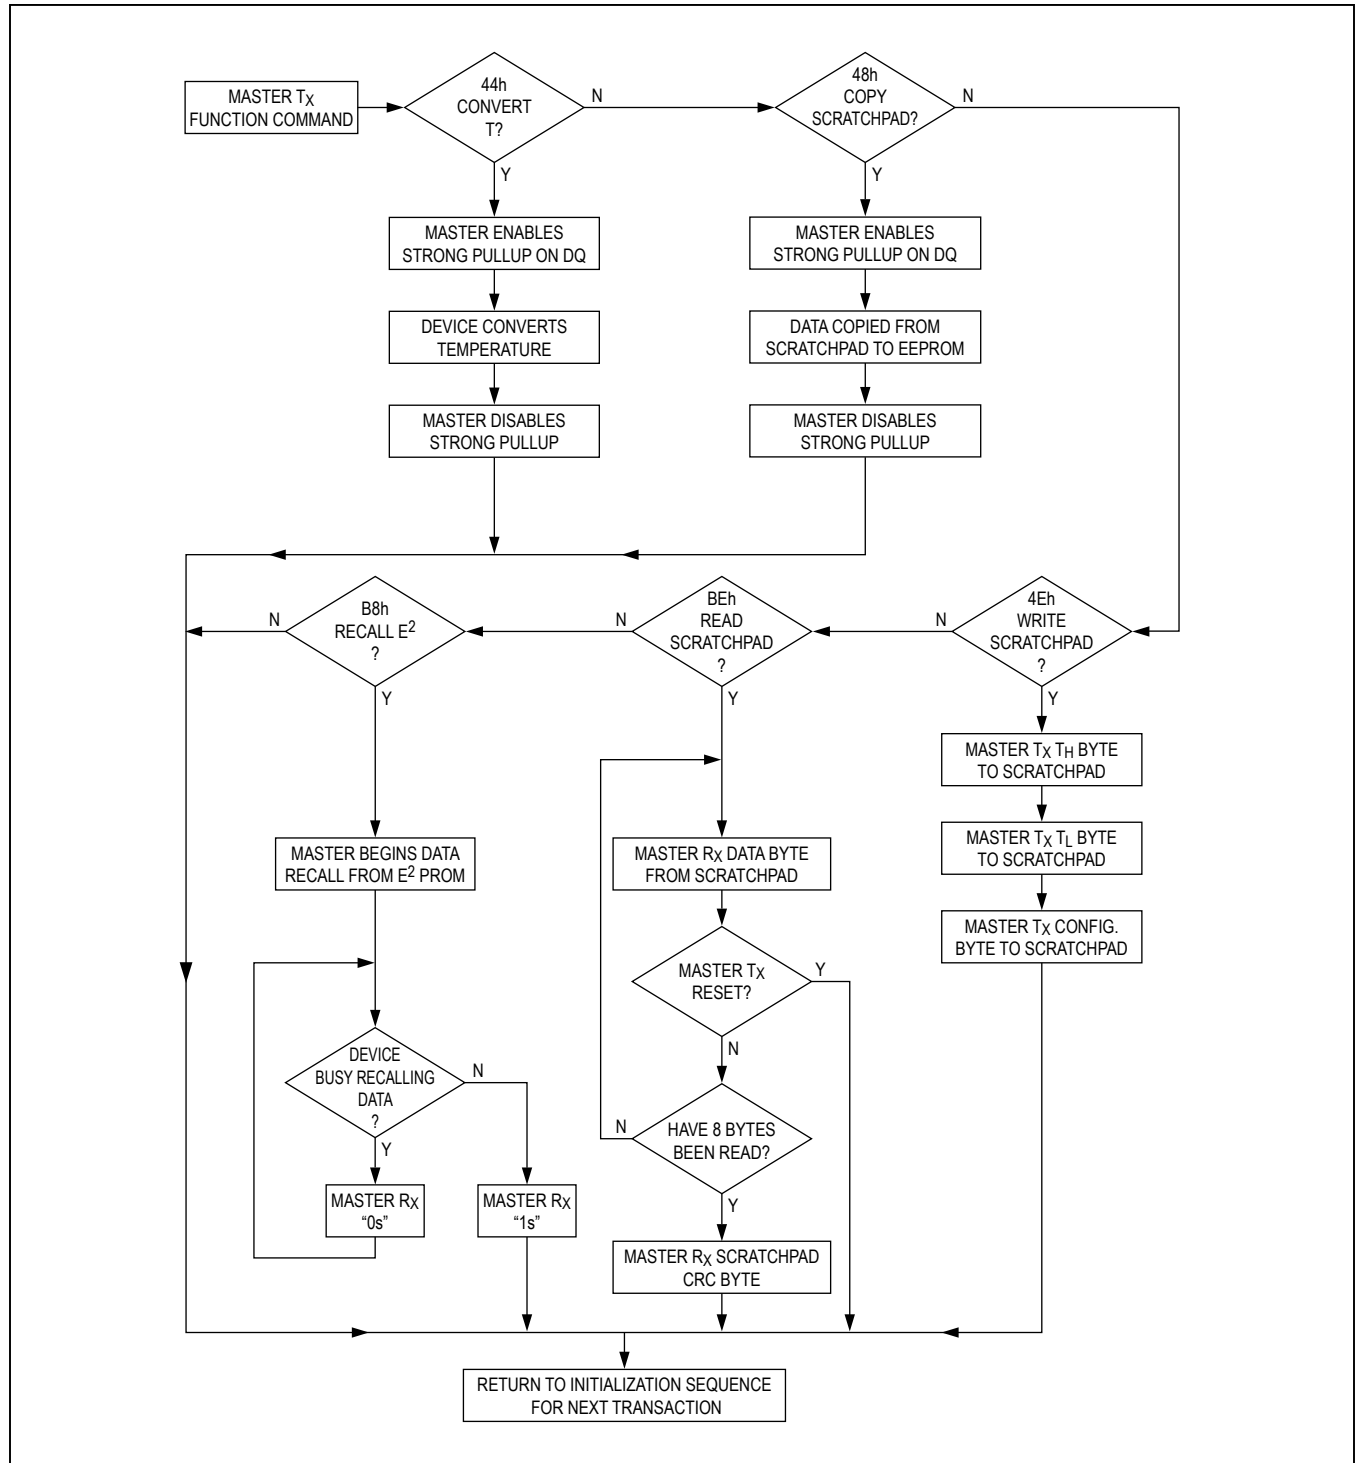 MASTER TX
FUNCTION COMMAND
44h
CONVERT
T?
N
Y
48h
COPY
SCRATCHPAD?
N
Y
MASTER ENABLES
STRONG PULLUP ON DQ
DEVICE CONVERTS
TEMPERATURE
MASTER DISABLES
STRONG PULLUP
MASTER ENABLES
STRONG PULLUP ON DQ
DATA COPIED FROM
SCRATCHPAD TO EEPROM
MASTER DISABLES
STRONG PULLUP
4Eh
WRITE
SCRATCHPAD
?
N
Y
BEh
READ
SCRATCHPAD
?
N
Y
B8h
RECALL E2
?
N
Y
MASTER TX TH BYTE
TO SCRATCHPAD
MASTER TX TL BYTE
TO SCRATCHPAD
MASTER TX CONFIG.
BYTE TO SCRATCHPAD
MASTER RX DATA BYTE
FROM SCRATCHPAD
MASTER TX
RESET?
Y
N
HAVE 8 BYTES
BEEN READ?
N
Y
MASTER RX SCRATCHPAD
CRC BYTE
MASTER BEGINS DATA
RECALL FROM E2 PROM
DEVICE
BUSY RECALLING
DATA
?
N
Y
MASTER RX
“0s”
MASTER RX
“1s”
RETURN TO INITIALIZATION SEQUENCE
FOR NEXT TRANSACTION